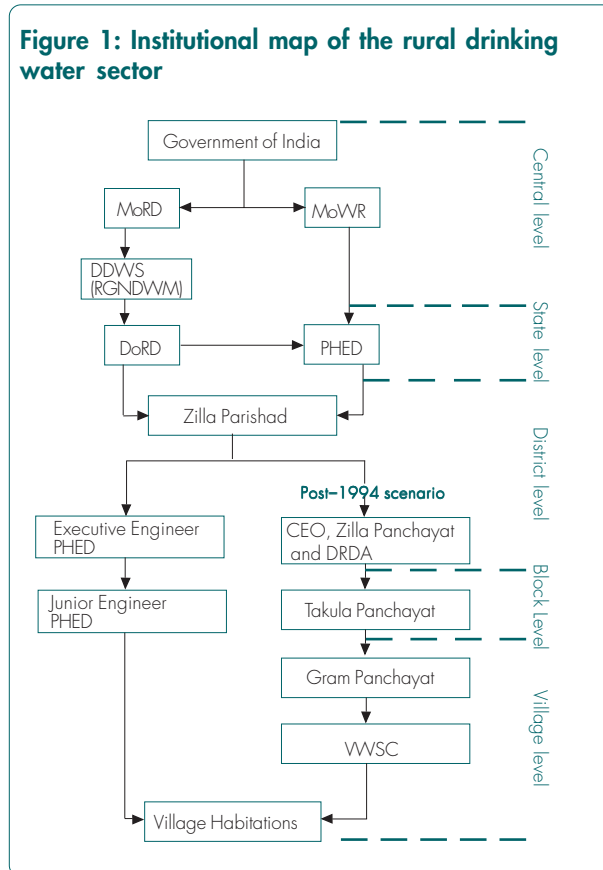 Figure 1: Institutional map of the rural drinking
water sector
Government of India
MoRD
MoWR
Central level
DDWS
(RGNDWM)
DoRD
PHED
State level
Zilla Parishad
District level
Post–1994 scenario
Executive Engineer
PHED
CEO, Zilla Panchayat
and DRDA
Junior Engineer
PHED
Takula Panchayat
Block Level
Gram Panchayat
VWSC
Village level
Village Habitations